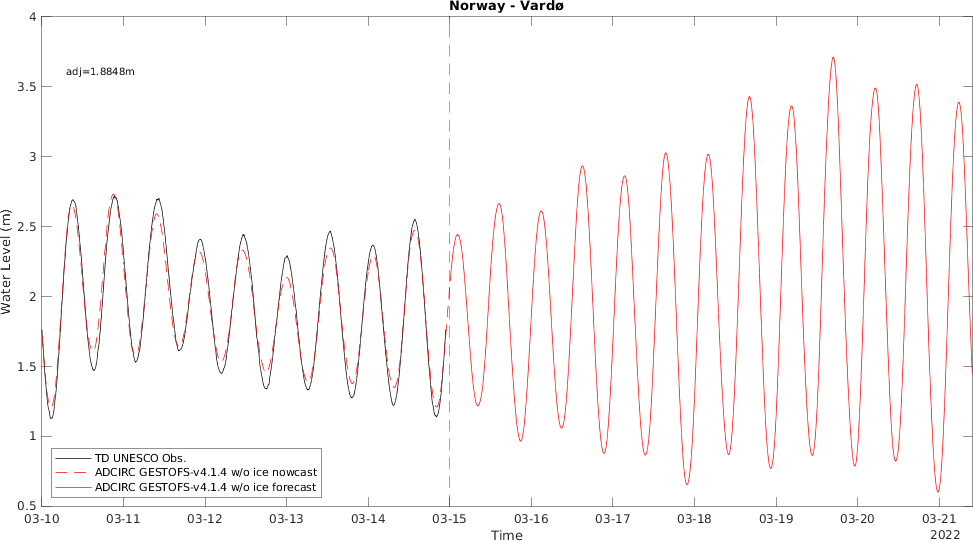 Norway - Vardø
Water Level (m)
4
3.5
3
2.5
2
1.5
1
0.5
adj=1.8848m
TD UNESCO Obs.
ADCIRC GESTOFS-v4.1.4 w/o ice nowcast
ADCIRC GESTOFS-v4.1.4 w/o ice forecast
03-10 03-11 03-12 03-13 03-14 03-15 03-16 03-17 03-18 03-19 03-20 03-21
Time
2022